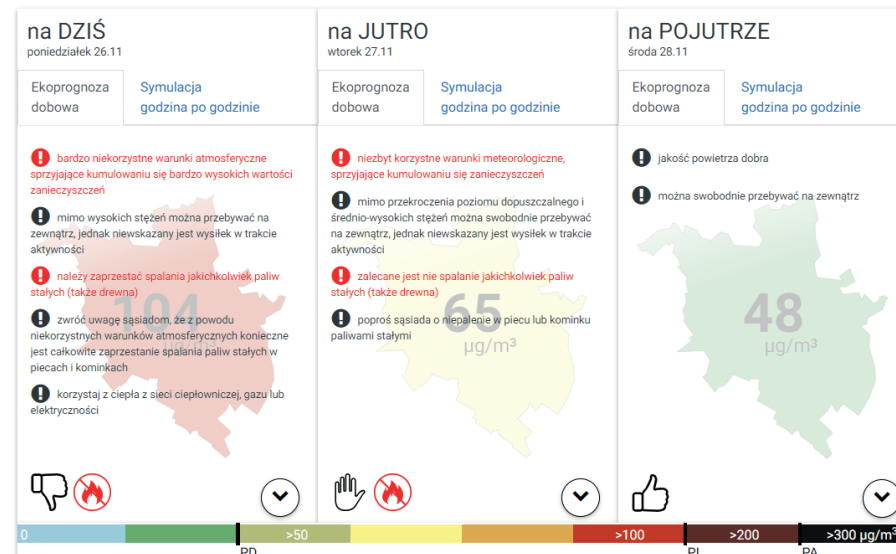 na DZIŚ
poniedziałek 26.11
Ekoprognoza
dobowa
Symulacja
godzina po godzinie
bardzo niekorzystne warunki atmosferyczne
sprzyjające kumulowaniu się bardzo wysokich wartości
zanieczyszczeń
mimo wysokich stężeń można przebywać na
zewnątrz, jednak niewskazany jest wysiłek w trakcie
aktywności
należy zaprzestać spalania jakichkolwiek paliw
stałych (także drewna)
zwróć uwagę sąsiadom, że z powodu
niekorzystnych warunków atmosferycznych konieczne
jest całkowite zaprzestanie spalania paliw stałych w
piecach i kominkach
korzystaj z ciepła z sieci ciepłowniczej, gazu lub
elektryczności
104
µg/m³
na JUTRO
wtorek 27.11
Ekoprognoza
dobowa
Symulacja
godzina po godzinie
niezbyt korzystne warunki meteorologiczne,
sprzyjające kumulowaniu się zanieczyszczeń
mimo przekroczenia poziomu dopuszczalnego i
średnio-wysokich stężeń można swobodnie przebywać
na zewnątrz, jednak niewskazany jest wysiłek w trakcie
aktywności
zalecane jest nie spalanie jakichkolwiek paliw
stałych (także drewna)
poproś sąsiada o niepalenie w piecu lub kominku
paliwami stałymi
65
µg/m³
na POJUTRZE
środa 28.11
Ekoprognoza
dobowa
Symulacja
godzina po godzinie
jakość powietrza dobra
można swobodnie przebywać na zewnątrz
48
µg/m³
0 >50 >100 >200 >300 µg/m³
PD PI PA